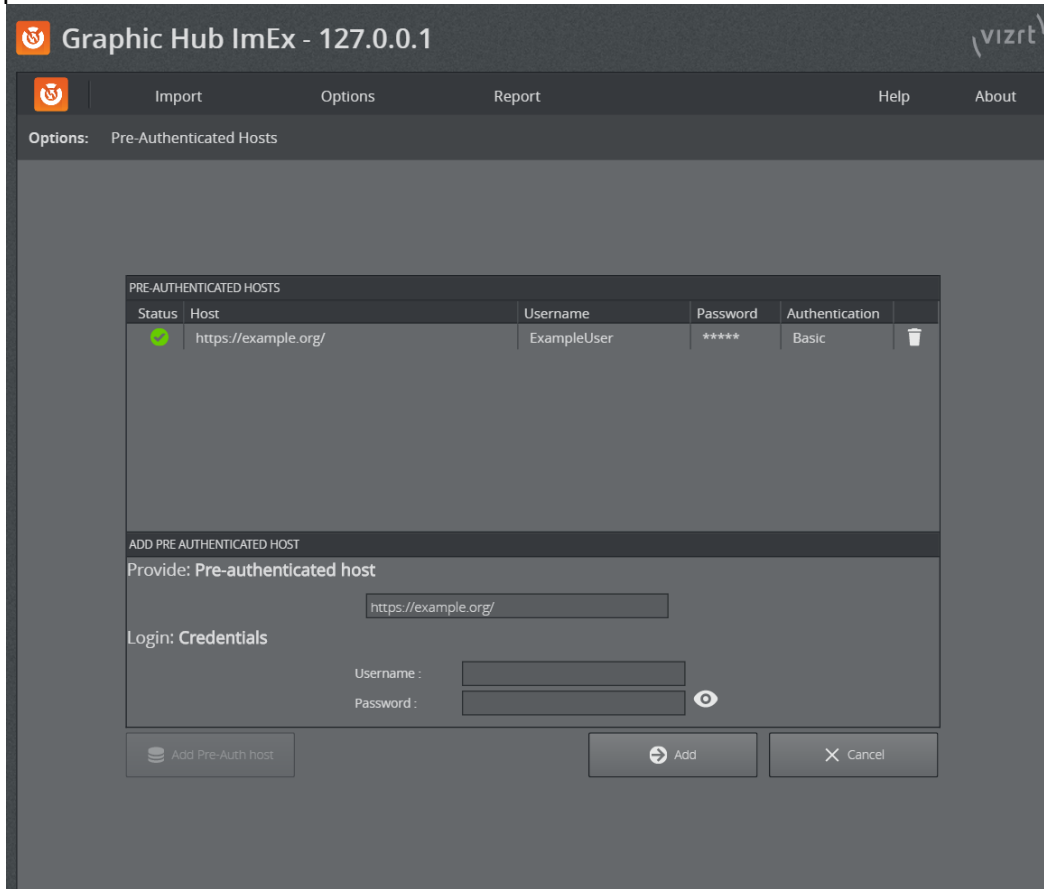 Graphic Hub ImEx - 127.0.0.1
vizrt
Import Options Report Help About
Options: Pre-Authenticated Hosts
PRE-AUTHENTICATED HOSTS
Status Host Username Password Authentication
https://example.org/ ExampleUser ***** Basic
ADD PRE AUTHENTICATED HOST
Provide: Pre-authenticated host
https://example.org/
Login: Credentials
Username :
Password :
Add Pre-Auth host Add Cancel